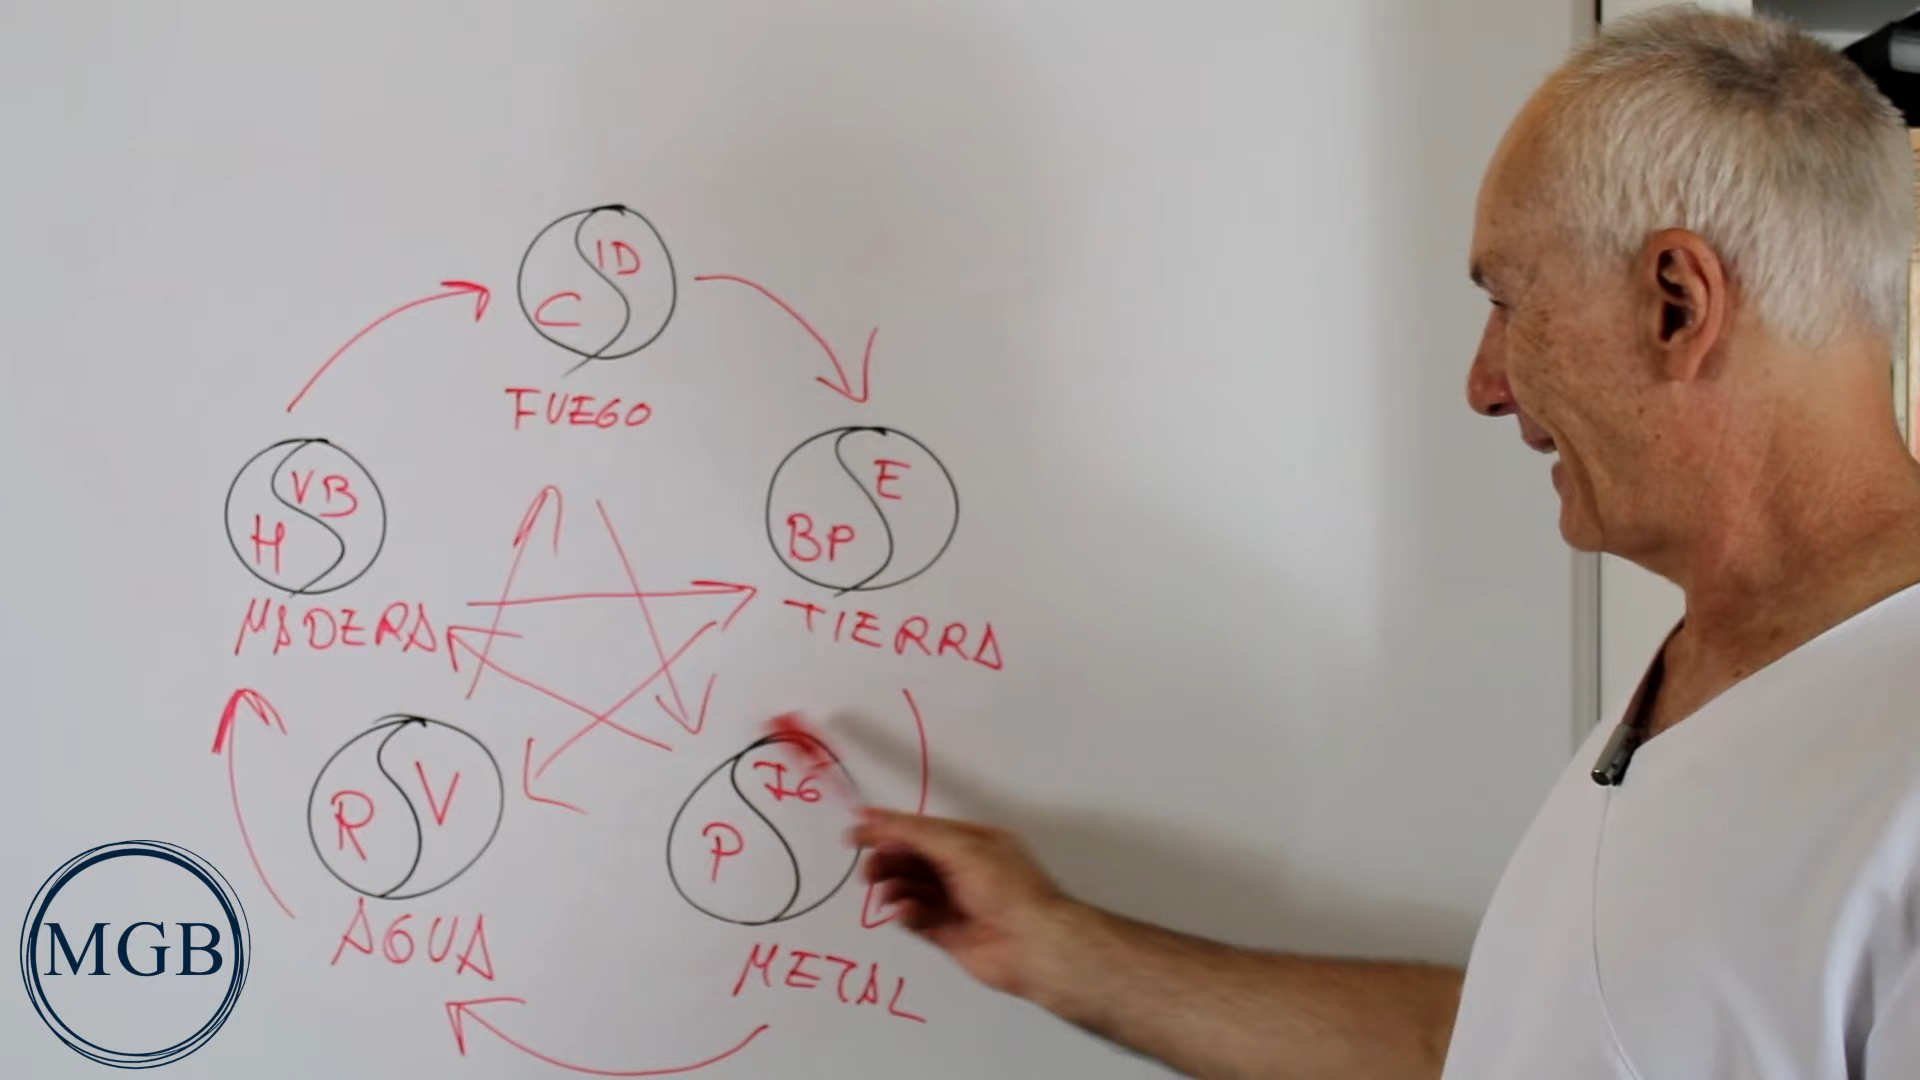 ID
C
FUEGO
VB
H
MADERA
E
BP
TIERRA
R V
AGUA
IG
P
METAL
MGB